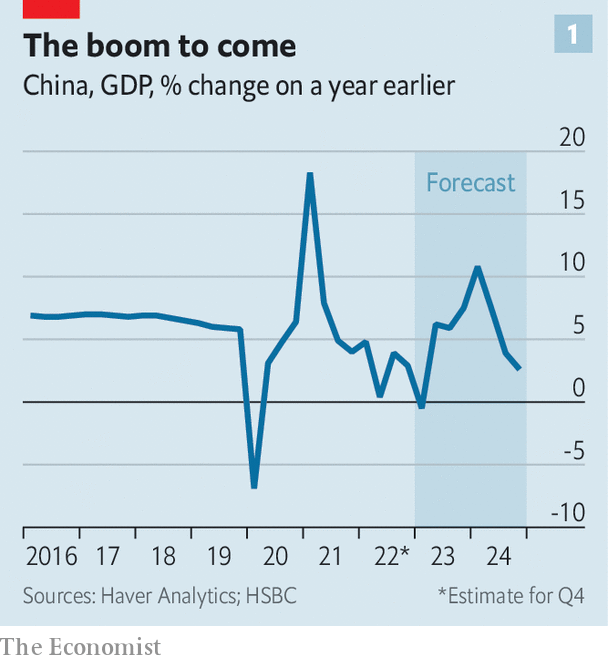 The boom to come
1
China, GDP, % change on a year earlier
20
Forecast
15
10
5
0
-5
-10
2016 17 18 19 20 21 22* 23 24
Sources: Haver Analytics; HSBC
*Estimate for Q4
The Economist